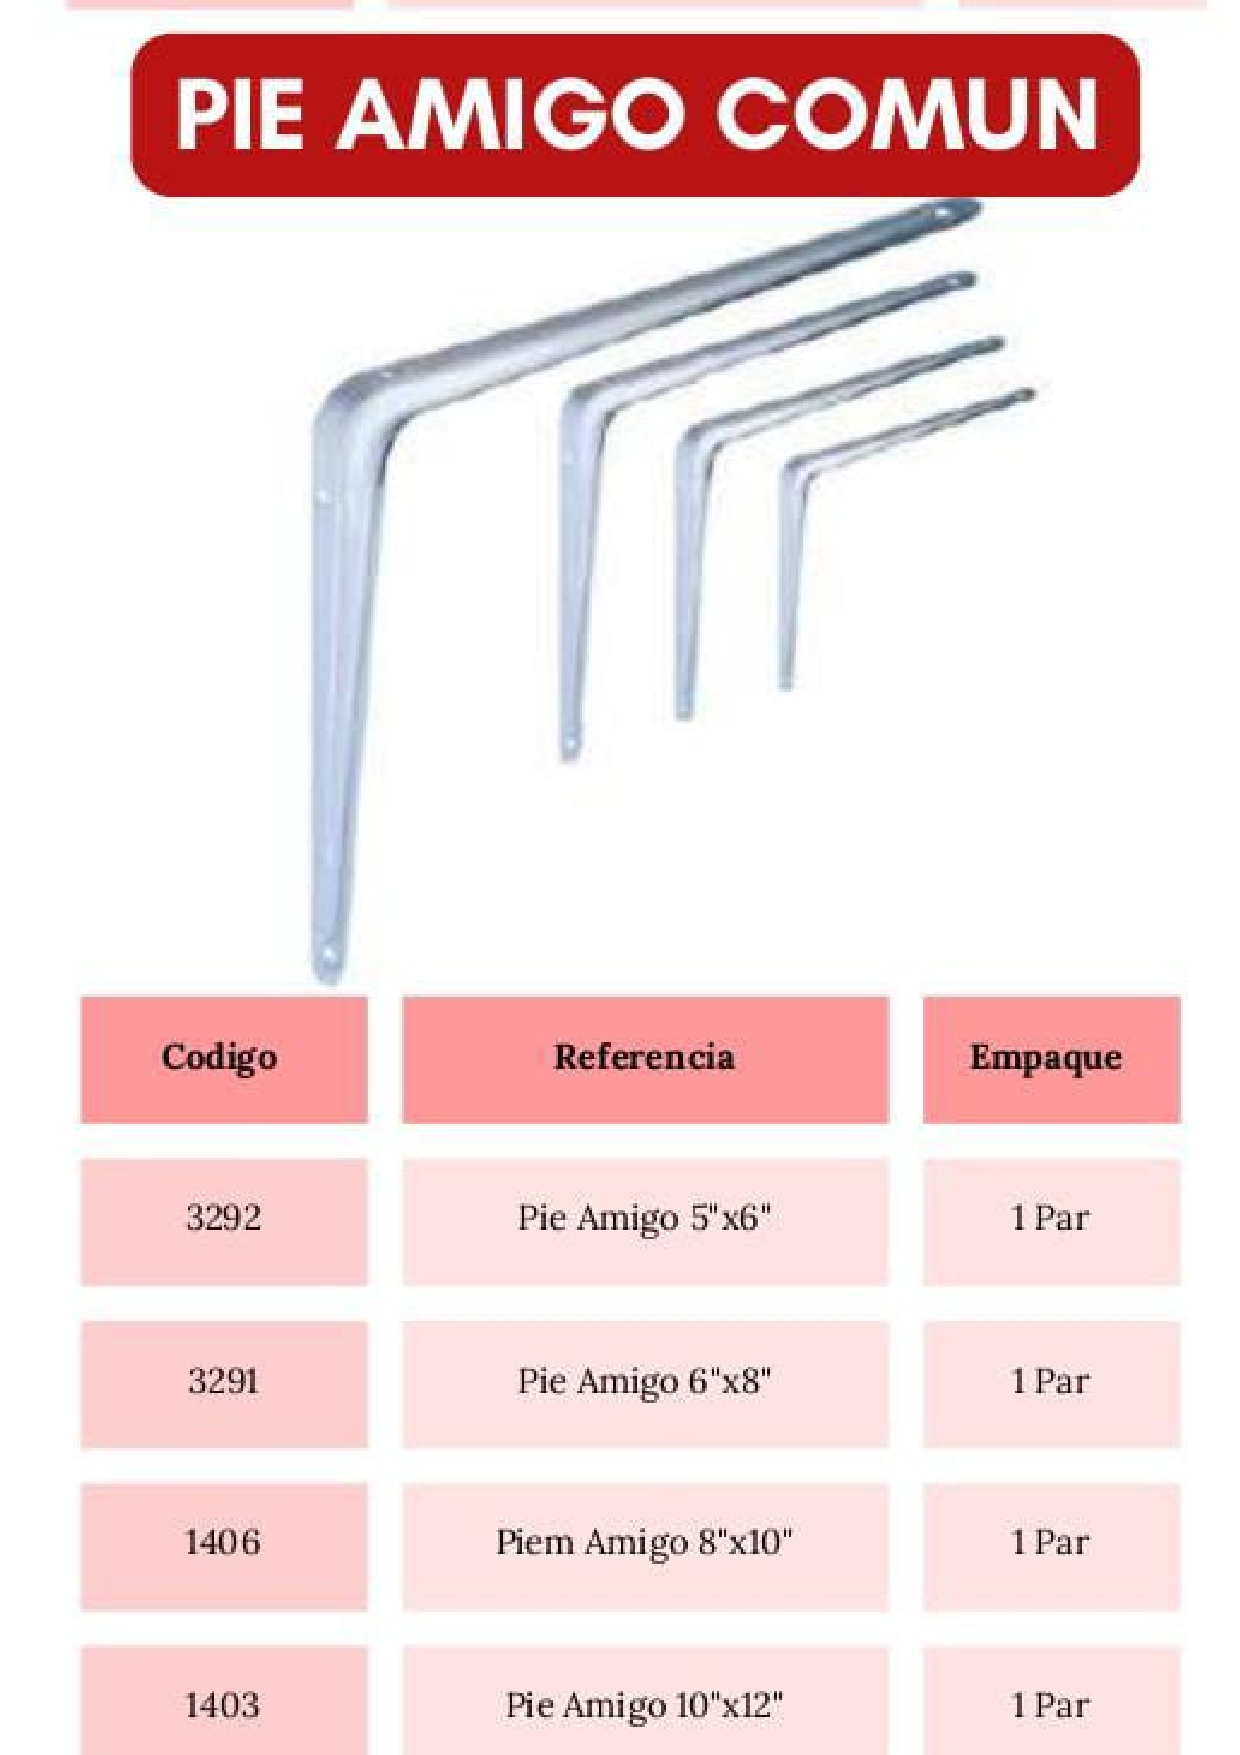 PIE AMIGO COMUN
Codigo Referencia Empaque
3292 Pie Amigo 5"x6" 1 Par
3291 Pie Amigo 6"x8" 1 Par
1406 Piem Amigo 8"x10" 1 Par
1403 Pie Amigo 10"x12" 1 Par